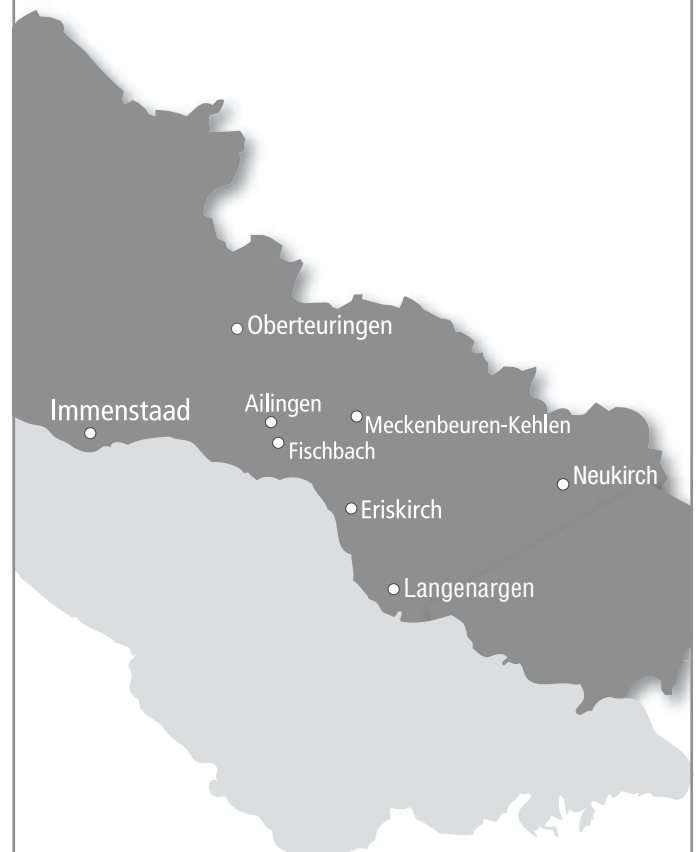 Oberteuringen
Immenstaad
Ailingen
Meckenbeuren-Kehlen
Fischbach
Neukirch
Eriskirch
Langenargen